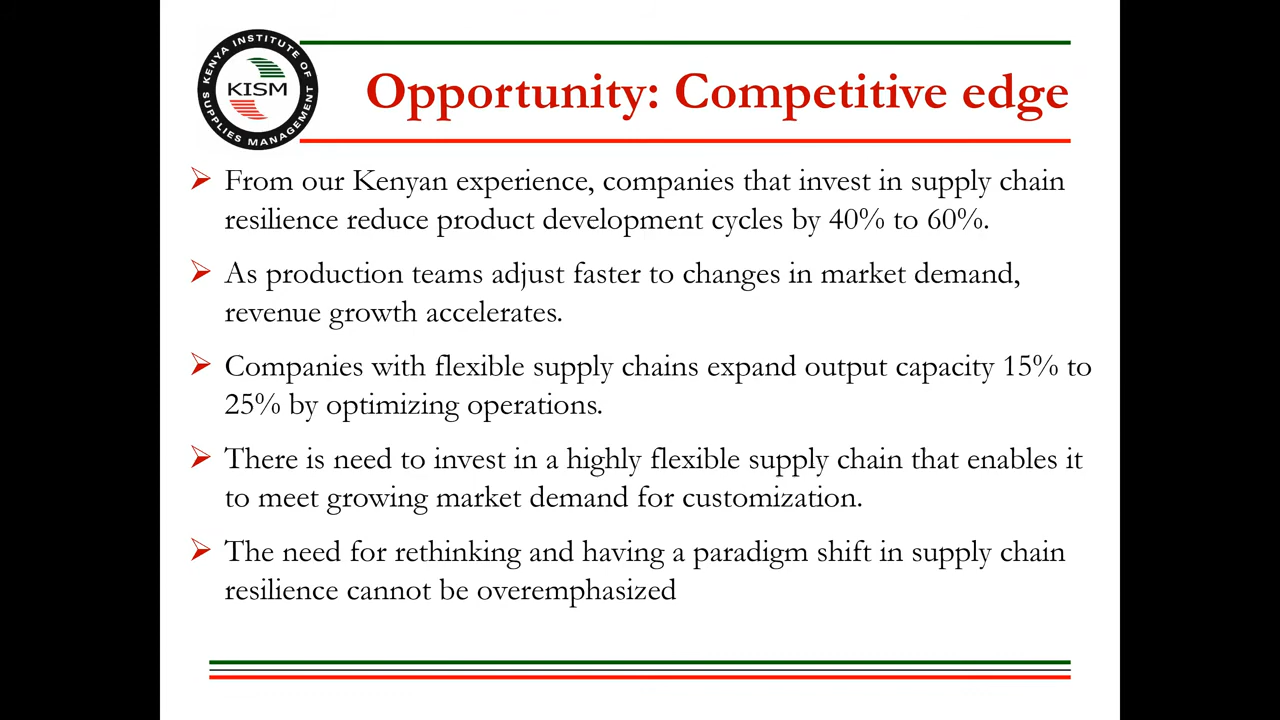 KENYA INSTITUTE OF
SUPPLIES MANAGEMENT
KISM
Opportunity: Competitive edge
From our Kenyan experience, companies that invest in supply chain
resilience reduce product development cycles by 40% to 60%.
As production teams adjust faster to changes in market demand,
revenue growth accelerates.
Companies with flexible supply chains expand output capacity 15% to
25% by optimizing operations.
There is need to invest in a highly flexible supply chain that enables it
to meet growing market demand for customization.
The need for rethinking and having a paradigm shift in supply chain
resilience cannot be overemphasized